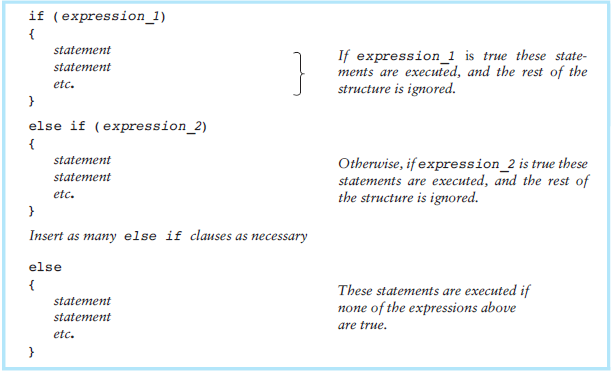 if (expression_1)
{
statement
statement
etc.
}
If expression_1 is true these state-
ments are executed, and the rest of the
structure is ignored.
else if (expression_2)
{
statement
statement
etc.
}
Otherwise, if expression_2 is true these
statements are executed, and the rest of
the structure is ignored.
Insert as many else if clauses as necessary
else
{
statement
statement
etc.
}
These statements are executed if
none of the expressions above
are true.